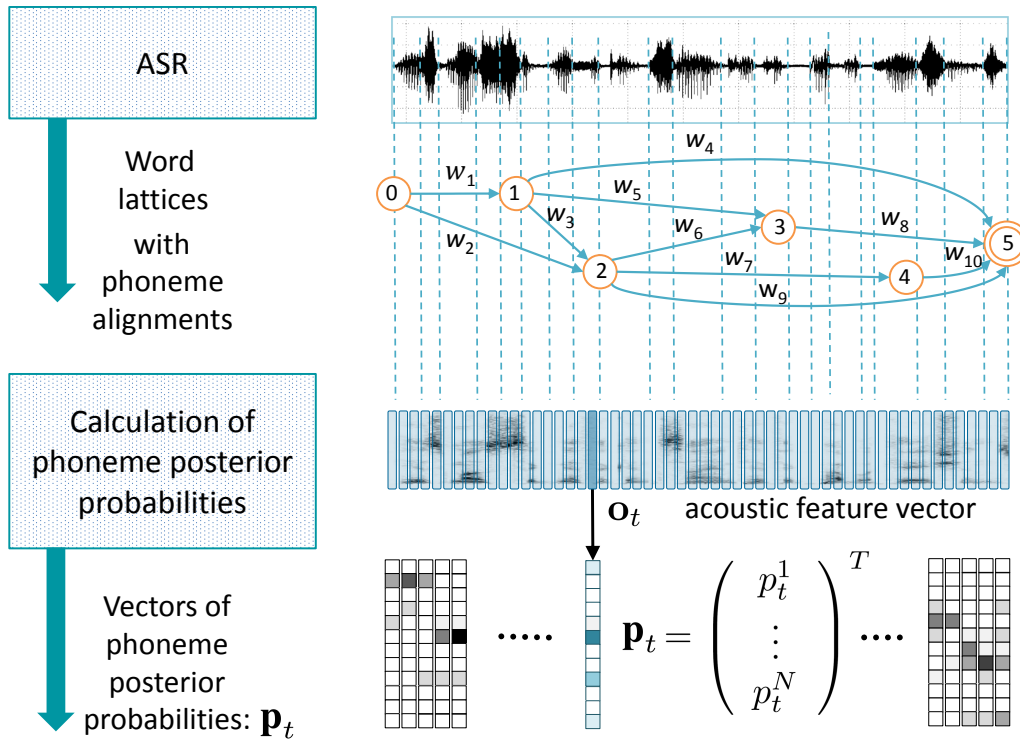 ASR
Word
lattices
with
phoneme
alignments
Calculation of
phoneme posterior
probabilities
Vectors of
phoneme
posterior
probabilities: p_t
w_4
w_1
w_5
w_3
w_2
w_6
w_8
w_7
w_10
w_9
0
1
2
3
4
5
o_t
acoustic feature vector
.....
p_t = ( p_t^1 ⋮ p_t^N )^T
....